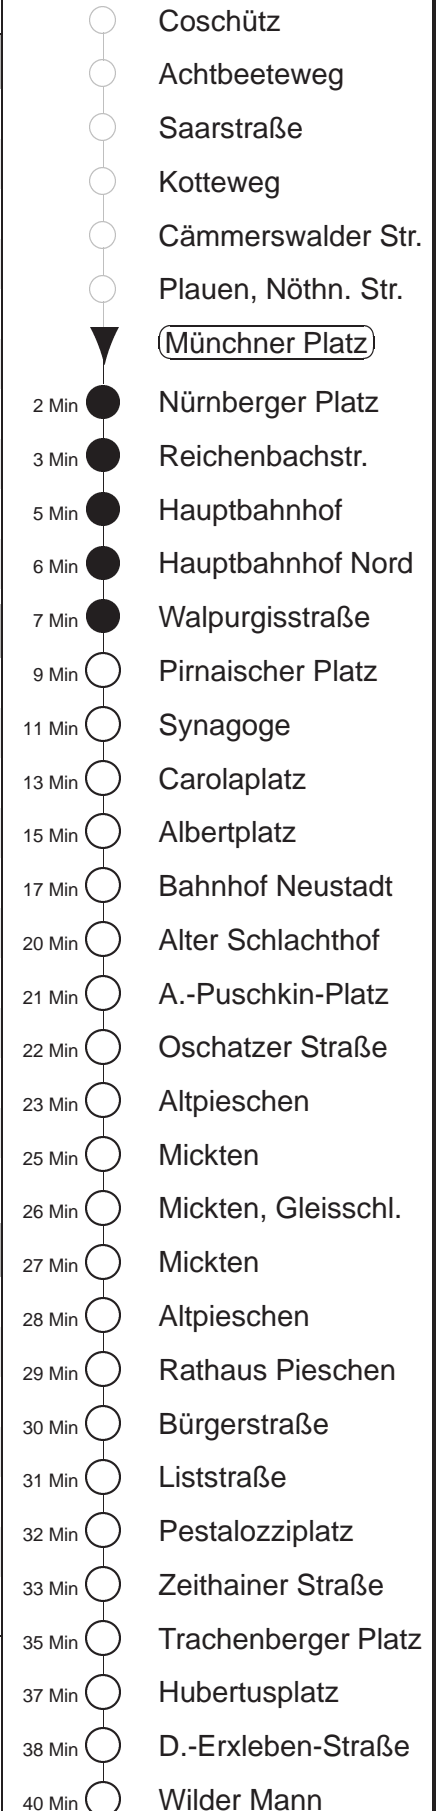 Coschütz
Achtbeeteweg
Saarstraße
Kotteweg
Cämmerswalder Str.
Plauen, Nöthn. Str.
Münchner Platz
2 Min Nürnberger Platz
3 Min Reichenbachstr.
5 Min Hauptbahnhof
6 Min Hauptbahnhof Nord
7 Min Walpurgisstraße
9 Min Pirnaischer Platz
11 Min Synagoge
13 Min Carolaplatz
15 Min Albertplatz
17 Min Bahnhof Neustadt
20 Min Alter Schlachthof
21 Min A.-Puschkin-Platz
22 Min Oschatzer Straße
23 Min Altpieschen
25 Min Mickten
26 Min Mickten, Gleisschl.
27 Min Mickten
28 Min Altpieschen
29 Min Rathaus Pieschen
30 Min Bürgerstraße
31 Min Liststraße
32 Min Pestalozziplatz
33 Min Zeithainer Straße
35 Min Trachenberger Platz
37 Min Hubertusplatz
38 Min D.-Erxleben-Straße
40 Min Wilder Mann